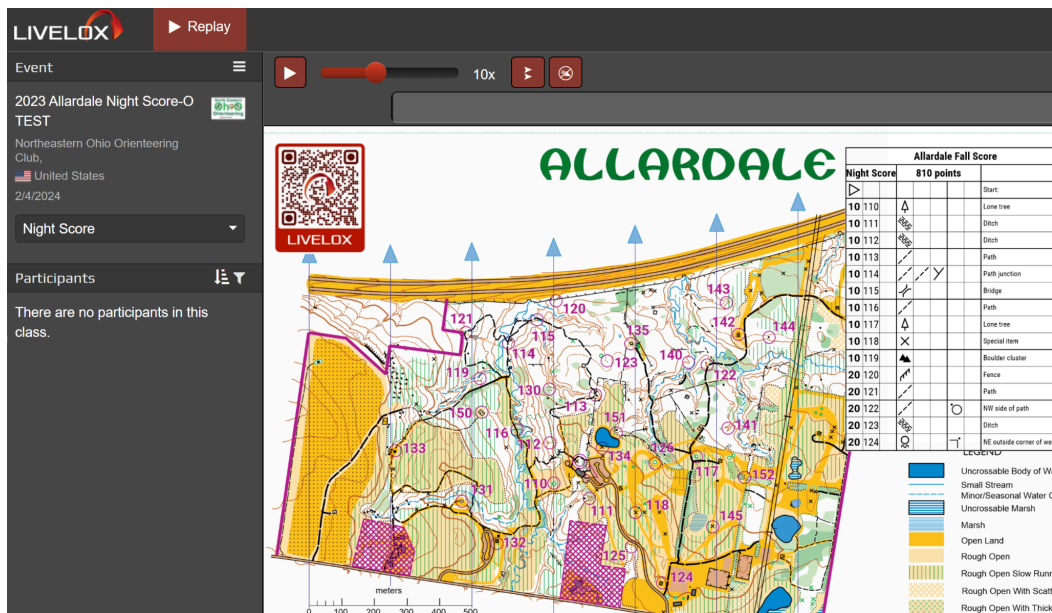 LIVELOX
Replay
Event
2023 Allardale Night Score-O
TEST
Northeastern Ohio Orienteering
Club,
United States
2/4/2024
Night Score
Participants
There are no participants in this
class.
10x
LIVELOX
ALLARDALE
Allardale Fall Score
Night Score 810 points
Start:
10 110 Lone tree
10 111 Ditch
10 112 Ditch
10 113 Path
10 114 Path junction
10 115 Bridge
10 116 Path
10 117 Lone tree
10 118 Special item
10 119 Boulder cluster
20 120 Fence
20 121 Path
20 122 NW side of path
20 123 Ditch
20 124 NE outside corner of we
LEGEND
Uncrossable Body of Wa
Small Stream
Minor/Seasonal Water C
Uncrossable Marsh
Marsh
Open Land
Rough Open
Rough Open Slow Runn
Rough Open With Scatt
Rough Open With Thick
143
120
121
142
115
135
144
114
123
140
119
122
130
113
150
151
141
116
112
133
134
126
117
152
110
131
111
118
145
132
125
124
meters
0 100 200 300 400 500